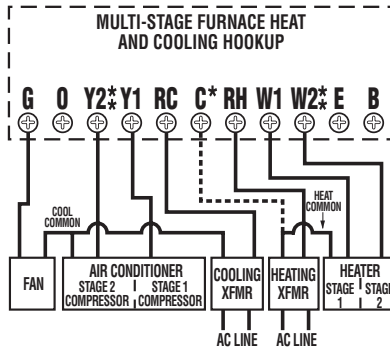 MULTI-STAGE FURNACE HEAT
AND COOLING HOOKUP
G O Y2** Y1 RC C* RH W1 W2** E B
COOL
COMMON
HEAT
COMMON
FAN
AIR CONDITIONER
STAGE 2 STAGE 1
COMPRESSOR COMPRESSOR
COOLING
XFMR
HEATING
XFMR
HEATER
STAGE STAGE
1 2
AC LINE AC LINE